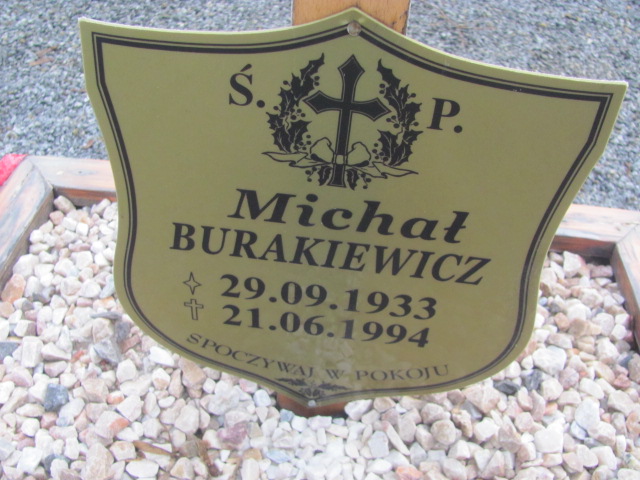 Ś. P.
Michał
BURAKIEWICZ
29.09.1933
21.06.1994
SPOCZYWAJ W POKOJU